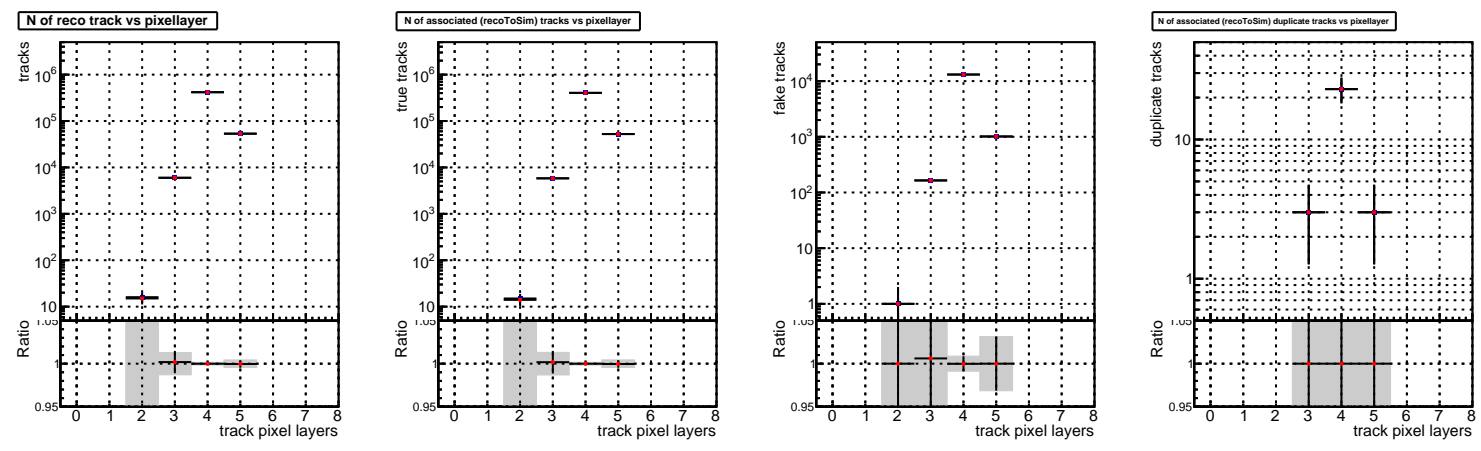 N of reco track vs pixellayer
tracks
10^6
10^5
10^4
10^3
10^2
10
Ratio
1.05
1
0.95
0 1 2 3 4 5 6 7 8
track pixel layers
N of associated (recoToSim) tracks vs pixellayer
true tracks
10^6
10^5
10^4
10^3
10^2
10
Ratio
1.05
1
0.95
0 1 2 3 4 5 6 7 8
track pixel layers
fake tracks
10^4
10^3
10^2
10
1
Ratio
1.05
1
0.95
0 1 2 3 4 5 6 7 8
track pixel layers
N of associated (recoToSim) duplicate tracks vs pixellayer
duplicate tracks
10
1
Ratio
1.05
1
0.95
0 1 2 3 4 5 6 7 8
track pixel layers